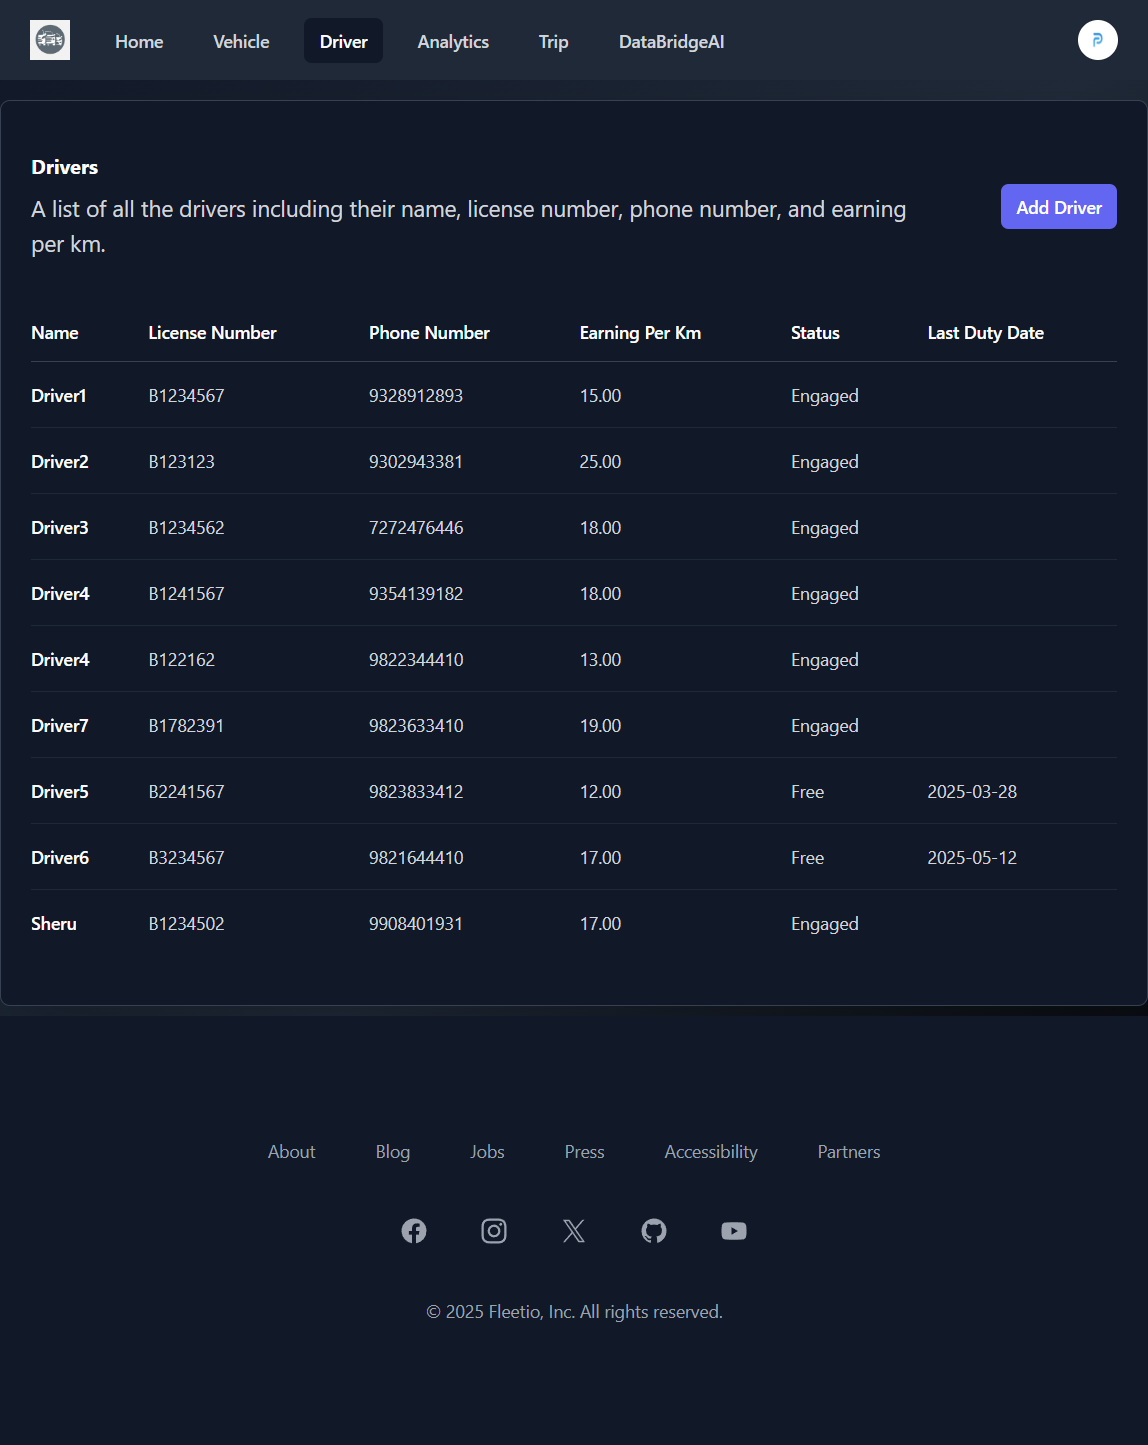 Home Vehicle Driver Analytics Trip DataBridgeAI
Drivers
A list of all the drivers including their name, license number, phone number, and earning
per km.
Add Driver
Name License Number Phone Number Earning Per Km Status Last Duty Date
Driver1 B1234567 9328912893 15.00 Engaged
Driver2 B123123 9302943381 25.00 Engaged
Driver3 B1234562 7272476446 18.00 Engaged
Driver4 B1241567 9354139182 18.00 Engaged
Driver4 B122162 9822344410 13.00 Engaged
Driver7 B1782391 9823633410 19.00 Engaged
Driver5 B2241567 9823833412 12.00 Free 2025-03-28
Driver6 B3234567 9821644410 17.00 Free 2025-05-12
Sheru B1234502 9908401931 17.00 Engaged
About Blog Jobs Press Accessibility Partners
© 2025 Fleetio, Inc. All rights reserved.